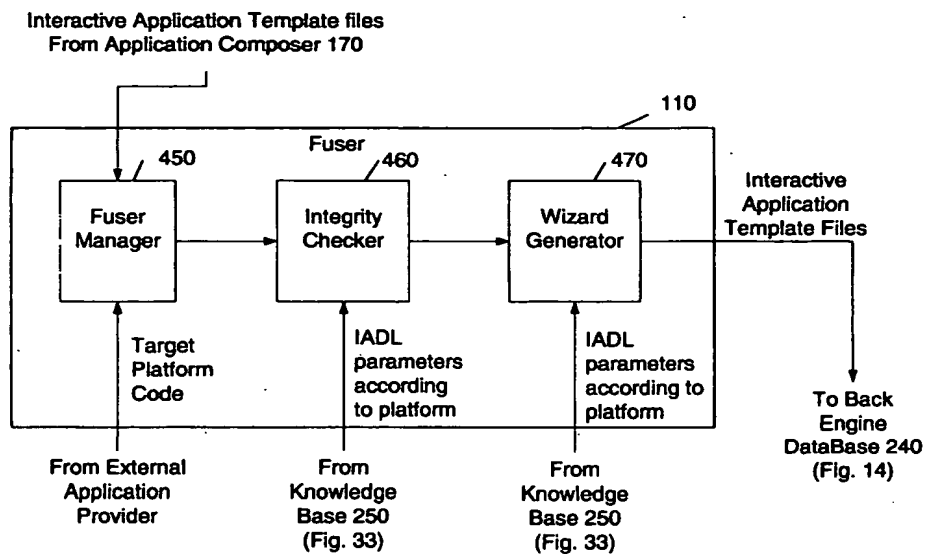 Interactive Application Template files
From Application Composer 170
110
Fuser
450
460
470
Fuser
Manager
Integrity
Checker
Wizard
Generator
Interactive
Application
Template Files
Target
Platform
Code
IADL
parameters
according
to platform
IADL
parameters
according to
platform
To Back
Engine
DataBase 240
(Fig. 14)
From External
Application
Provider
From
Knowledge
Base 250
(Fig. 33)
From
Knowledge
Base 250
(Fig. 33)